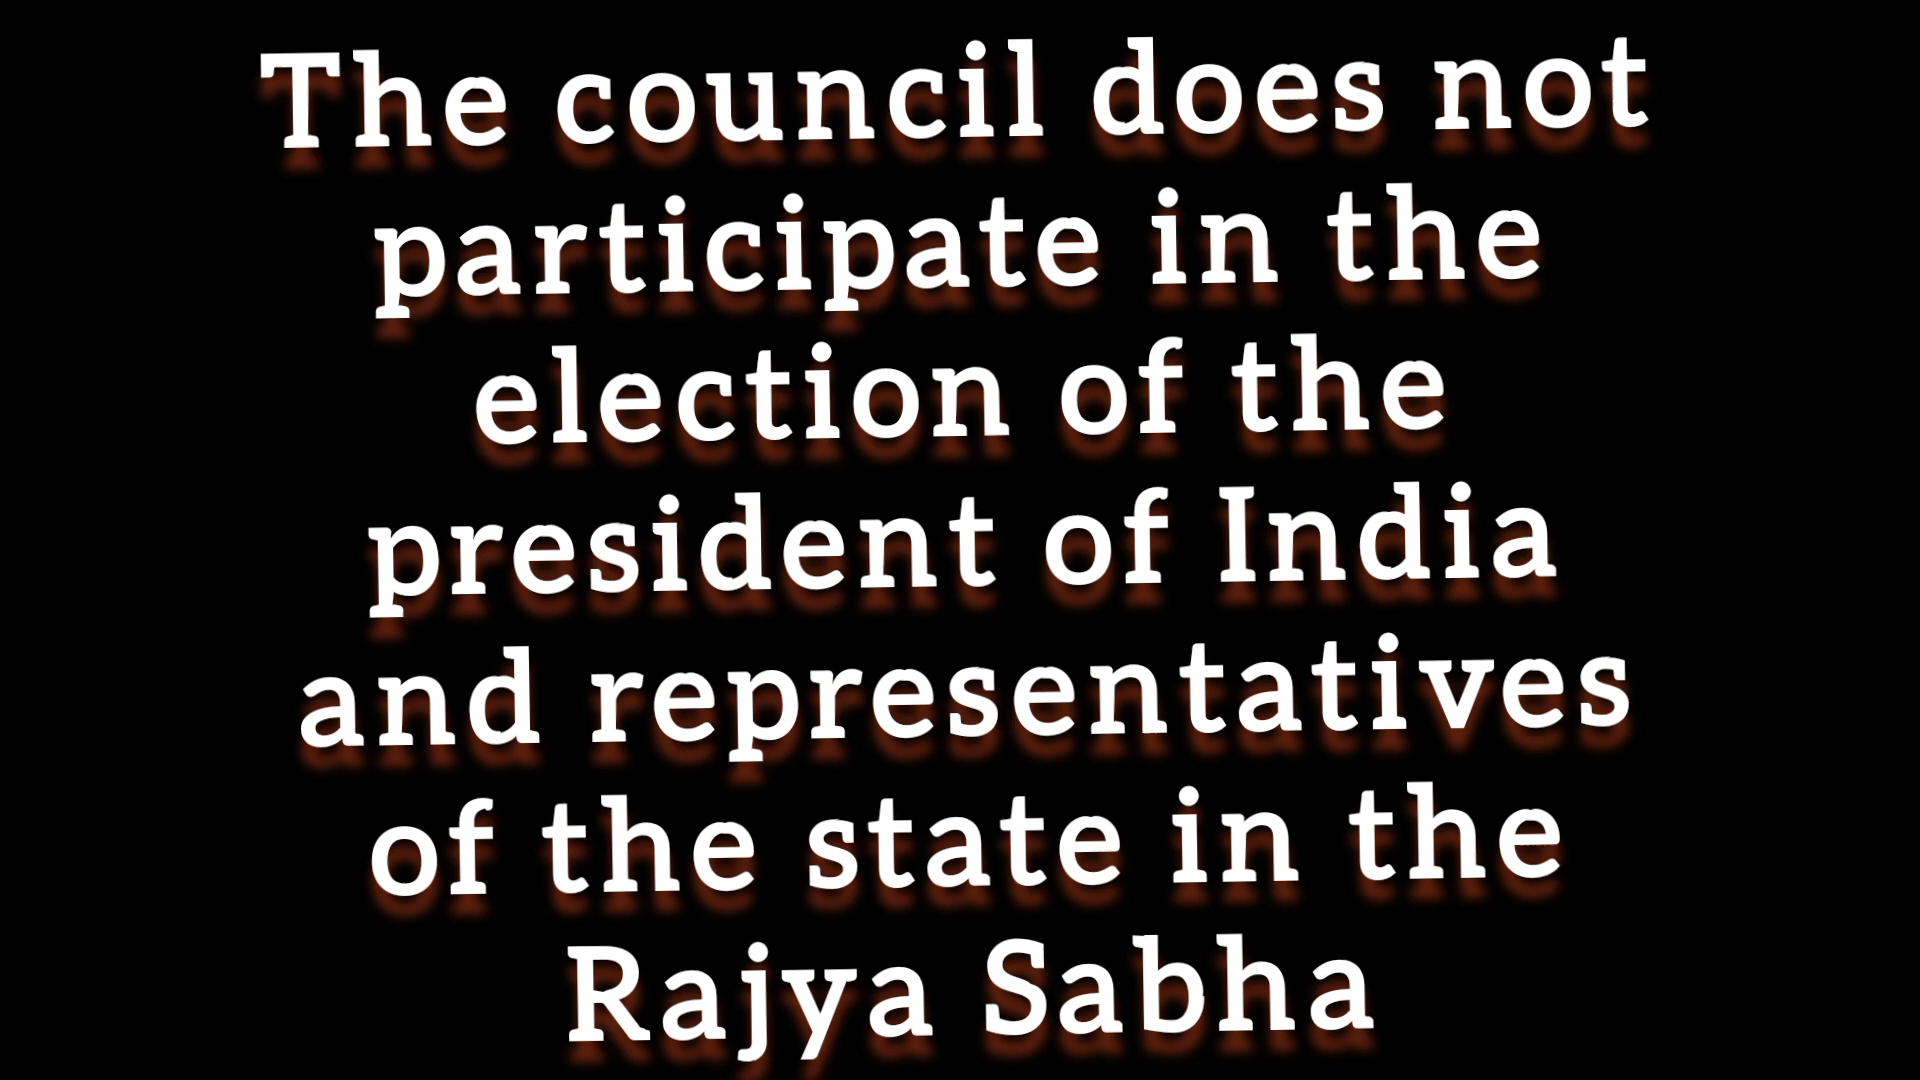 The council does not
participate in the
election of the
president of India
and representatives
of the state in the
Rajya Sabha